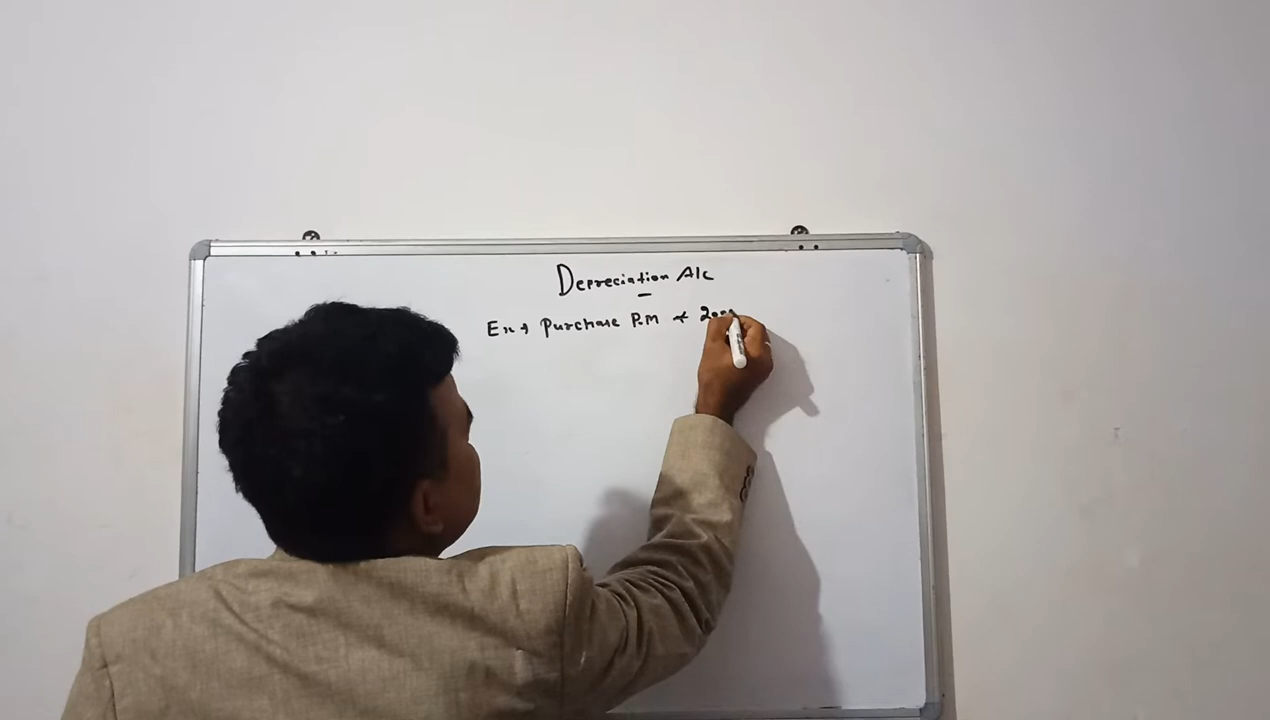 Depreciation A/c
Ex → Purchase P.M